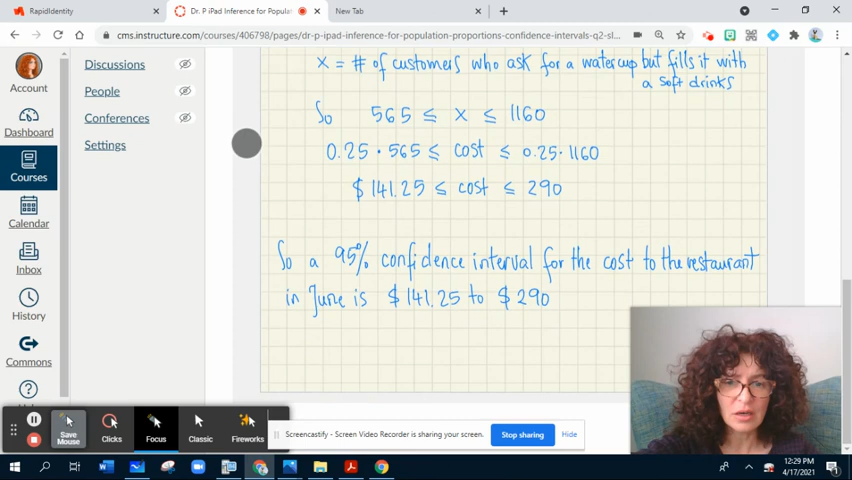 RapidIdentity
Dr. P iPad Inference for Popula
New Tab
cms.instructure.com/courses/406798/pages/dr-p-ipad-inference-for-population-proportions-confidence-intervals-q2-sl...
Account
Dashboard
Courses
Calendar
Inbox
History
Commons
Discussions
People
Conferences
Settings
x = # of customers who ask for a water cup but fills it with
a soft drinks
So 565 ≤ x ≤ 1160
0.25 · 565 ≤ cost ≤ 0.25 · 1160
$141.25 ≤ cost ≤ 290
So a 95% confidence interval for the cost to the restaurant
in June is $141.25 to $290
Save Mouse
Clicks
Focus
Classic
Fireworks
Screencastify - Screen Video Recorder is sharing your screen.
Stop sharing
Hide
12:29 PM
4/17/2021